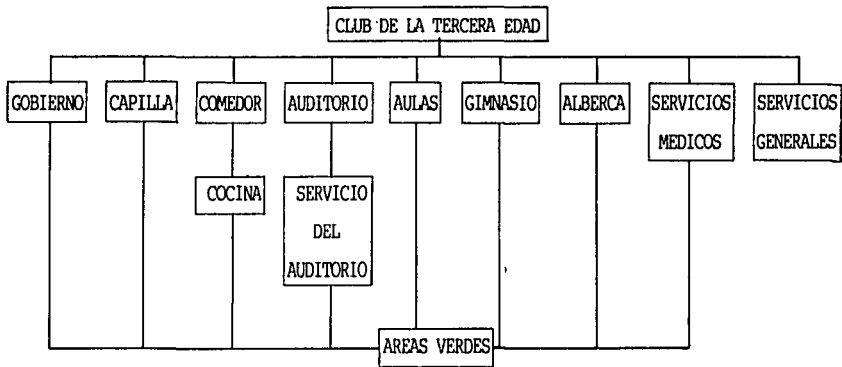 CLUB DE LA TERCERA EDAD
GOBIERNO
CAPILLA
COMEDOR
AUDITORIO
AULAS
GIMNASIO
ALBERCA
SERVICIOS
MEDICOS
SERVICIOS
GENERALES
COCINA
SERVICIO
DEL
AUDITORIO
AREAS VERDES